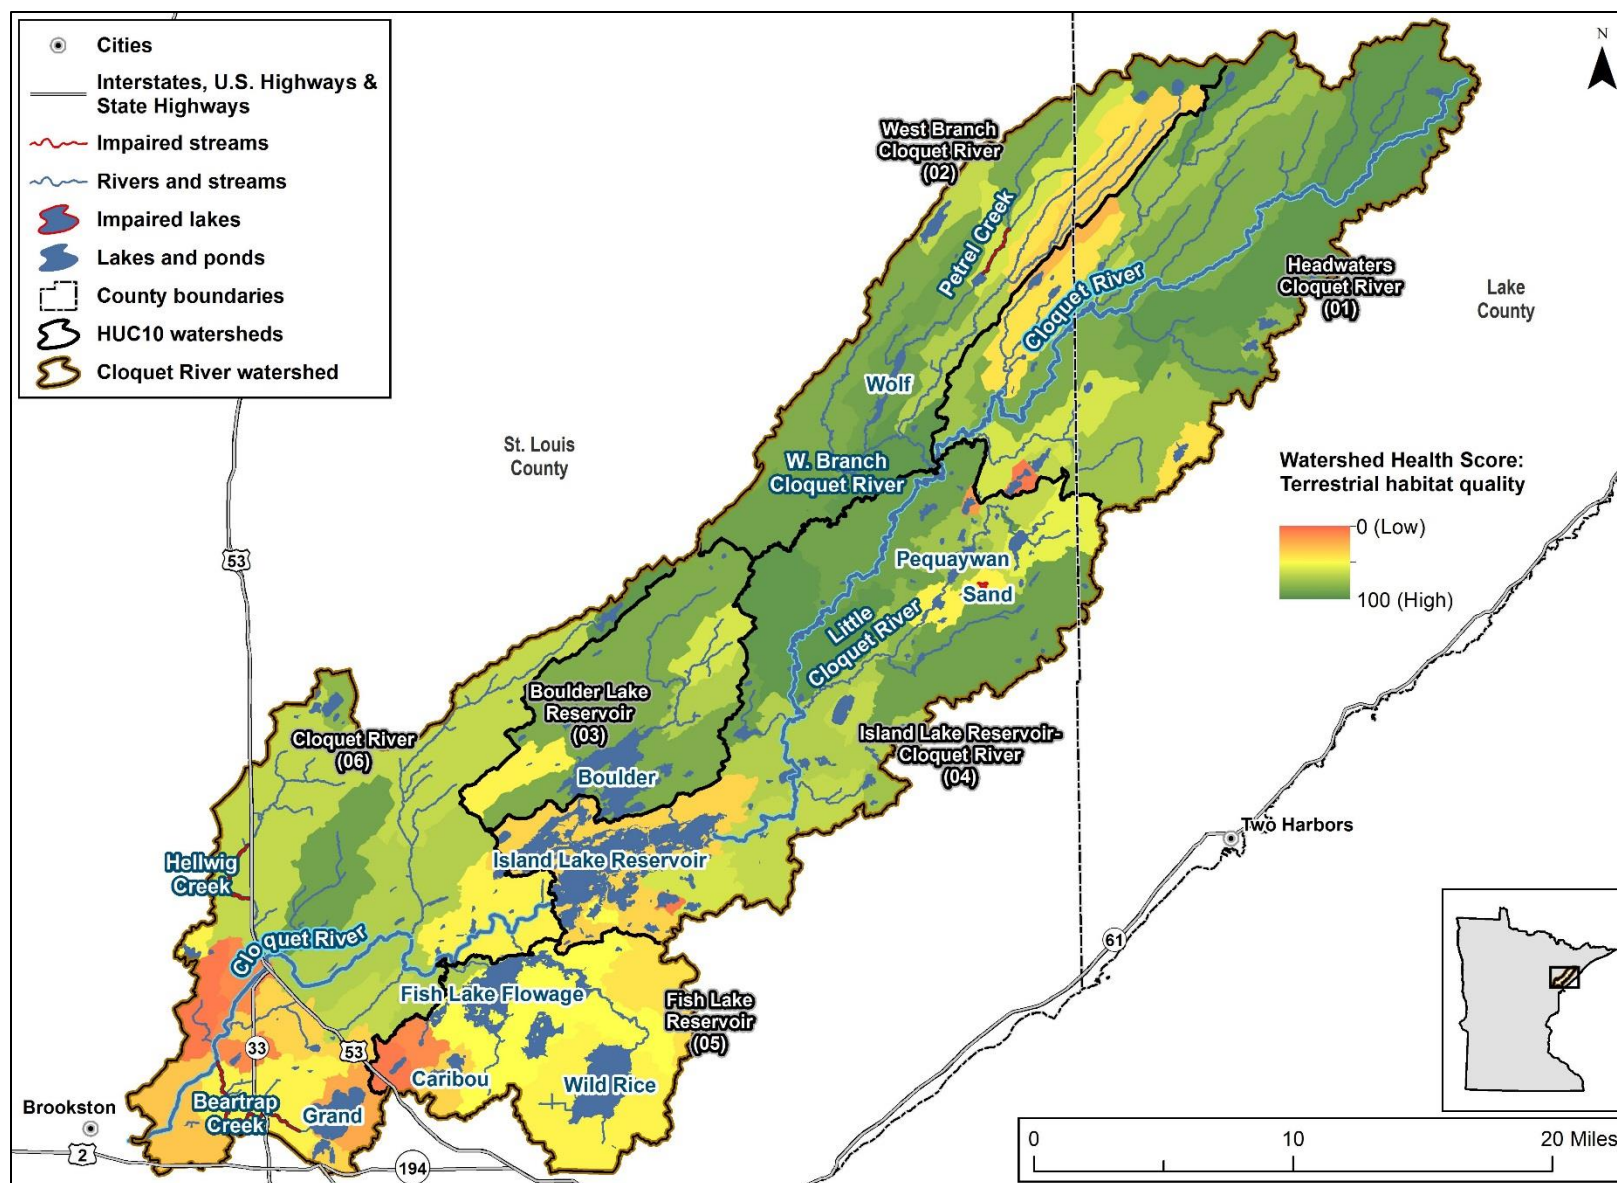 Cities
Interstates, U.S. Highways &
State Highways
Impaired streams
Rivers and streams
Impaired lakes
Lakes and ponds
County boundaries
HUC10 watersheds
Cloquet River watershed
N
West Branch
Cloquet River
(02)
Petrel Creek
Cloquet River
Headwaters
Cloquet River
(01)
Lake
County
Wolf
St. Louis
County
W. Branch
Cloquet River
Watershed Health Score:
Terrestrial habitat quality
0 (Low)
100 (High)
53
Pequaywan
Sand
Little
Cloquet River
Boulder Lake
Reservoir
(03)
Island Lake Reservoir-
Cloquet River
(04)
Cloquet River
(06)
Boulder
Two Harbors
Island Lake Reservoir
Hellwig
Creek
Cloquet River
61
Fish Lake Flowage
Fish Lake
Reservoir
(05)
33
53
Caribou
Wild Rice
Beartrap
Creek
Grand
Brookston
2
194
0
10
20 Miles